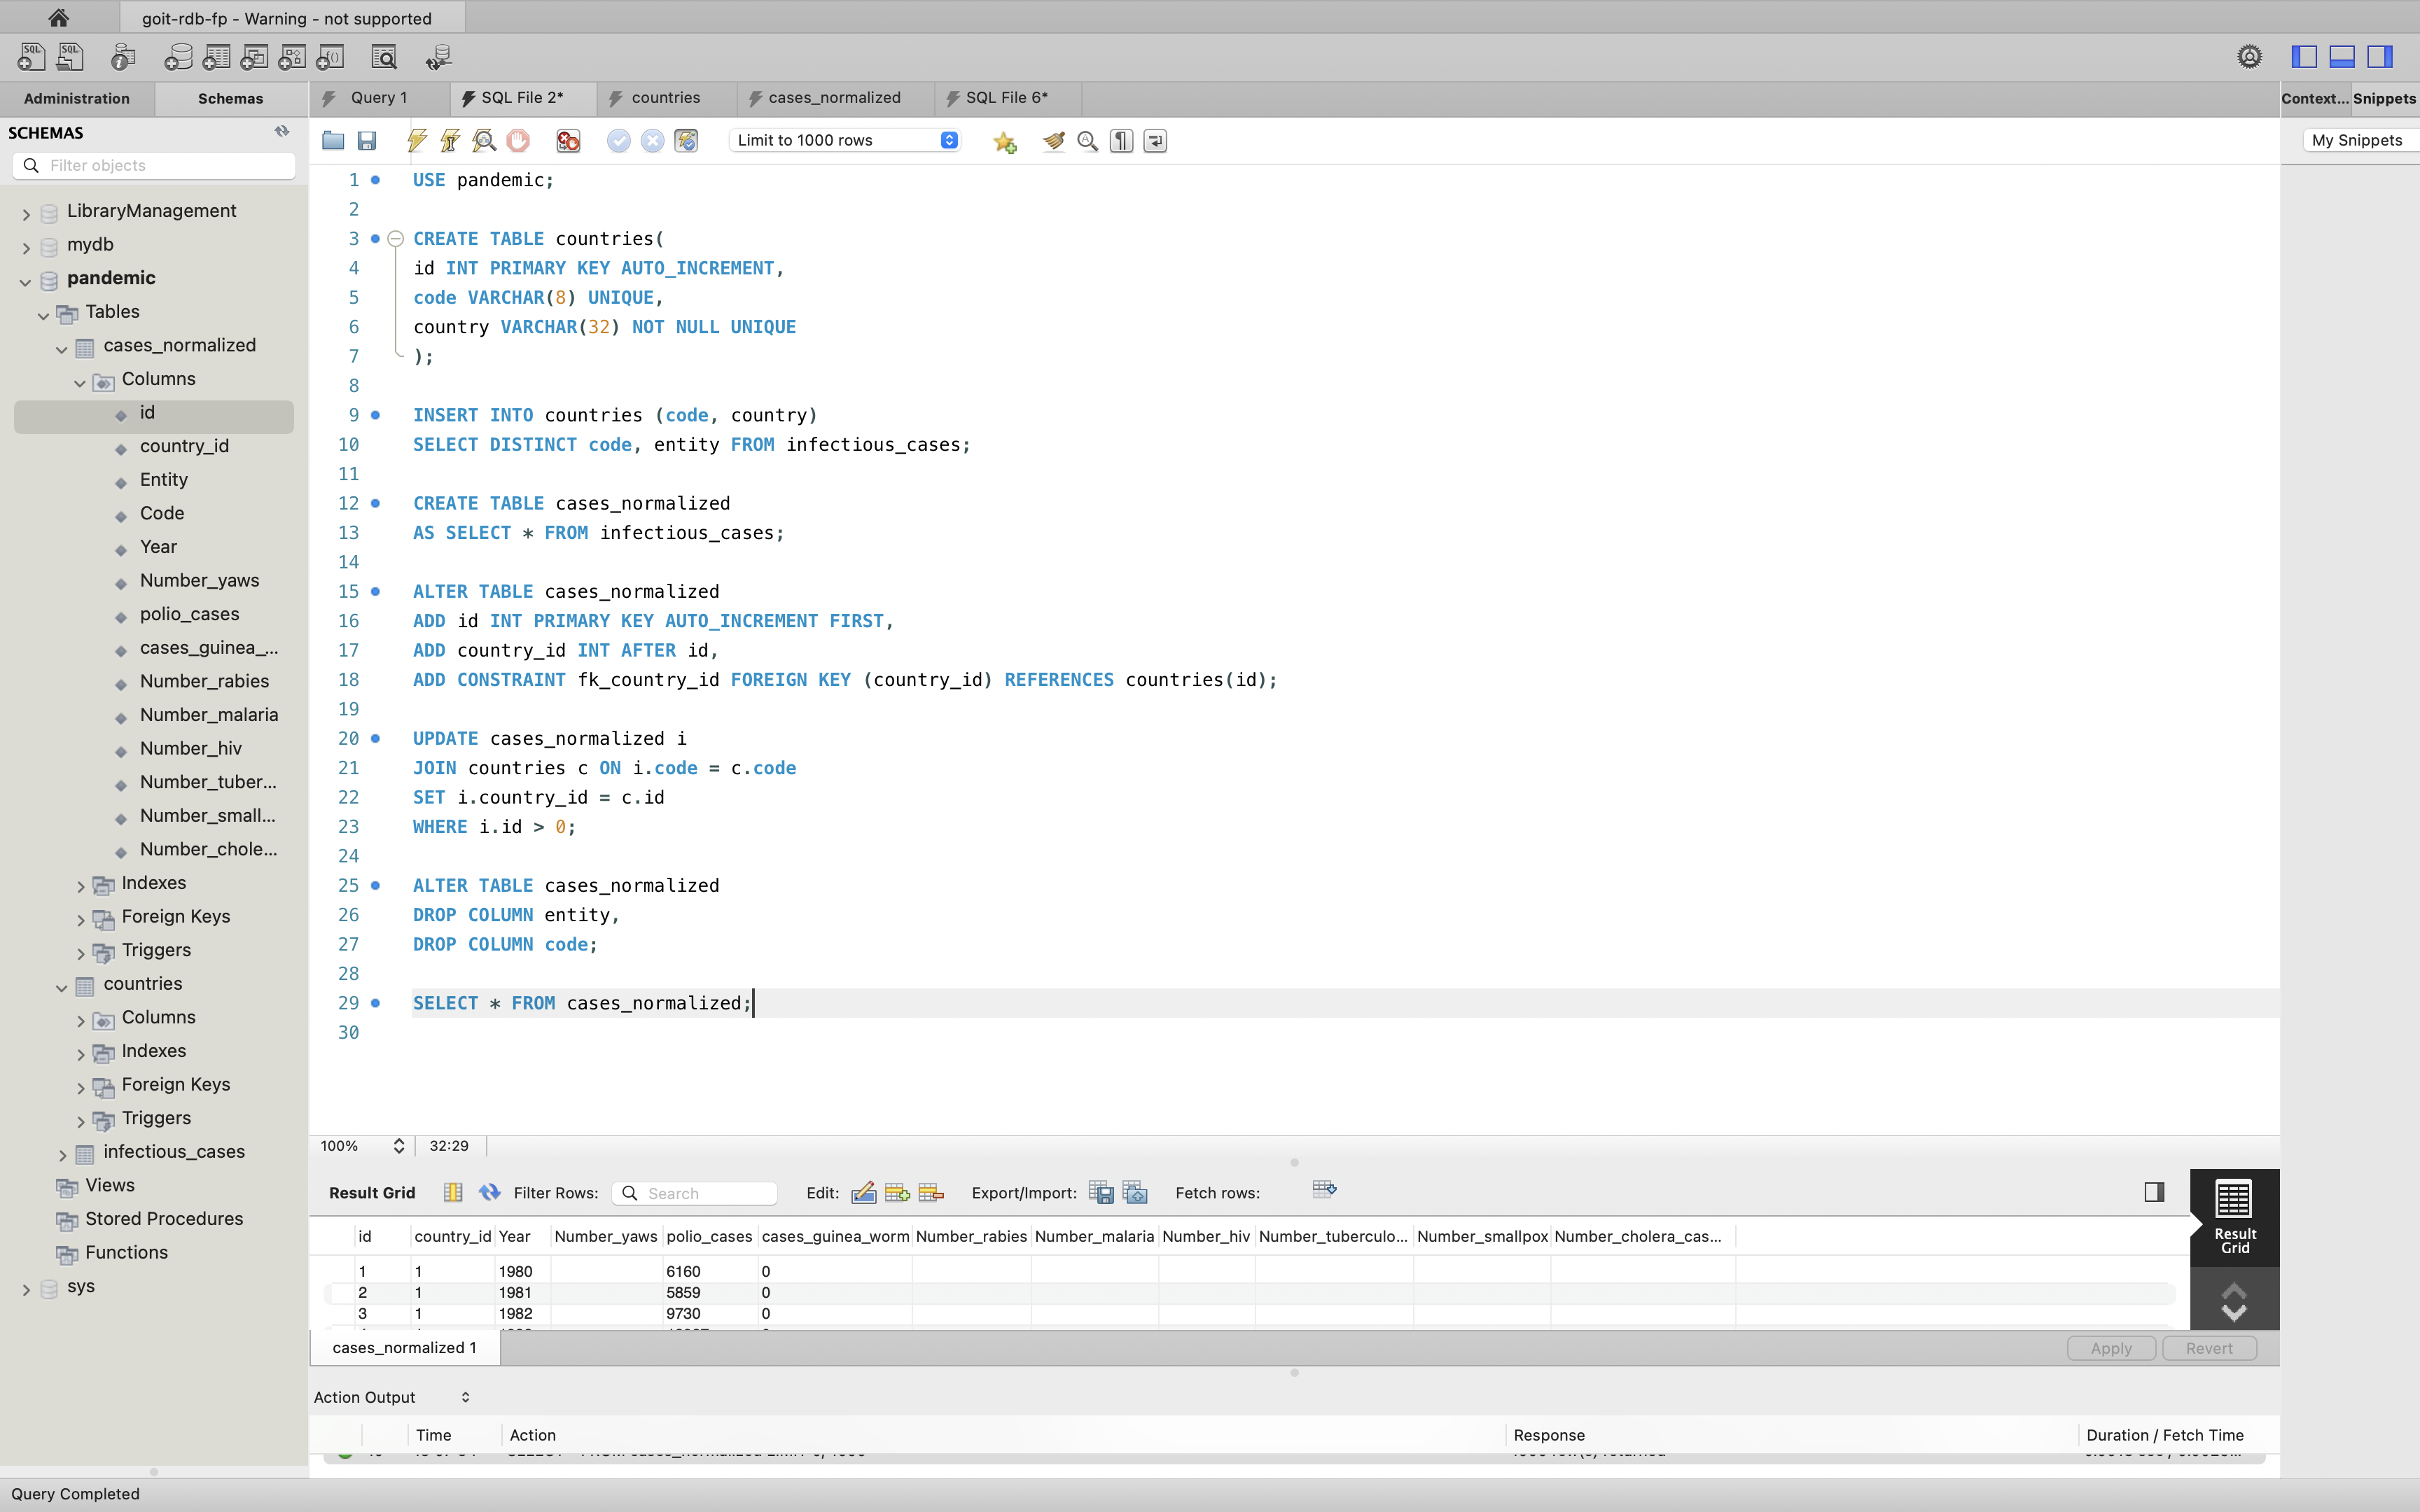 goit-rdb-fp - Warning - not supported
Administration
Schemas
Query 1
SQL File 2*
countries
cases_normalized
SQL File 6*
Context...
Snippets
SCHEMAS
Limit to 1000 rows
My Snippets
Filter objects
LibraryManagement
mydb
pandemic
Tables
cases_normalized
Columns
id
country_id
Entity
Code
Year
Number_yaws
polio_cases
cases_guinea_...
Number_rabies
Number_malaria
Number_hiv
Number_tuber...
Number_small...
Number_chole...
Indexes
Foreign Keys
Triggers
countries
Columns
Indexes
Foreign Keys
Triggers
infectious_cases
Views
Stored Procedures
Functions
sys
1 USE pandemic;
2
3 CREATE TABLE countries(
4 id INT PRIMARY KEY AUTO_INCREMENT,
5 code VARCHAR(8) UNIQUE,
6 country VARCHAR(32) NOT NULL UNIQUE
7 );
8
9 INSERT INTO countries (code, country)
10 SELECT DISTINCT code, entity FROM infectious_cases;
11
12 CREATE TABLE cases_normalized
13 AS SELECT * FROM infectious_cases;
14
15 ALTER TABLE cases_normalized
16 ADD id INT PRIMARY KEY AUTO_INCREMENT FIRST,
17 ADD country_id INT AFTER id,
18 ADD CONSTRAINT fk_country_id FOREIGN KEY (country_id) REFERENCES countries(id);
19
20 UPDATE cases_normalized i
21 JOIN countries c ON i.code = c.code
22 SET i.country_id = c.id
23 WHERE i.id > 0;
24
25 ALTER TABLE cases_normalized
26 DROP COLUMN entity,
27 DROP COLUMN code;
28
29 SELECT * FROM cases_normalized;
30
100% 32:29
Result Grid Filter Rows: Search Edit: Export/Import: Fetch rows:
id country_id Year Number_yaws polio_cases cases_guinea_worm Number_rabies Number_malaria Number_hiv Number_tuberculo... Number_smallpox Number_cholera_cas...
1 1 1980 6160 0
2 1 1981 5859 0
3 1 1982 9730 0
Result Grid
cases_normalized 1
Apply Revert
Action Output
Time Action Response Duration / Fetch Time
Query Completed